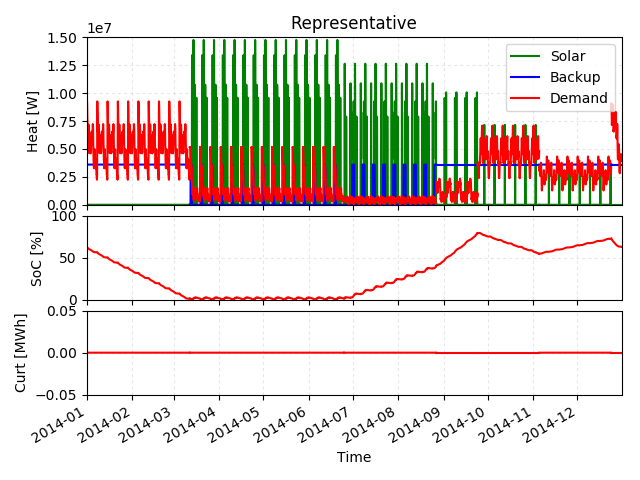 Representative
1e7
1.50
1.25
1.00
0.75
0.50
0.25
0.00
Heat [W]
Solar
Backup
Demand
100
50
0
SoC [%]
0.05
0.00
−0.05
Curt [MWh]
2014-01
2014-02
2014-03
2014-04
2014-05
2014-06
2014-07
2014-08
2014-09
2014-10
2014-11
2014-12
Time